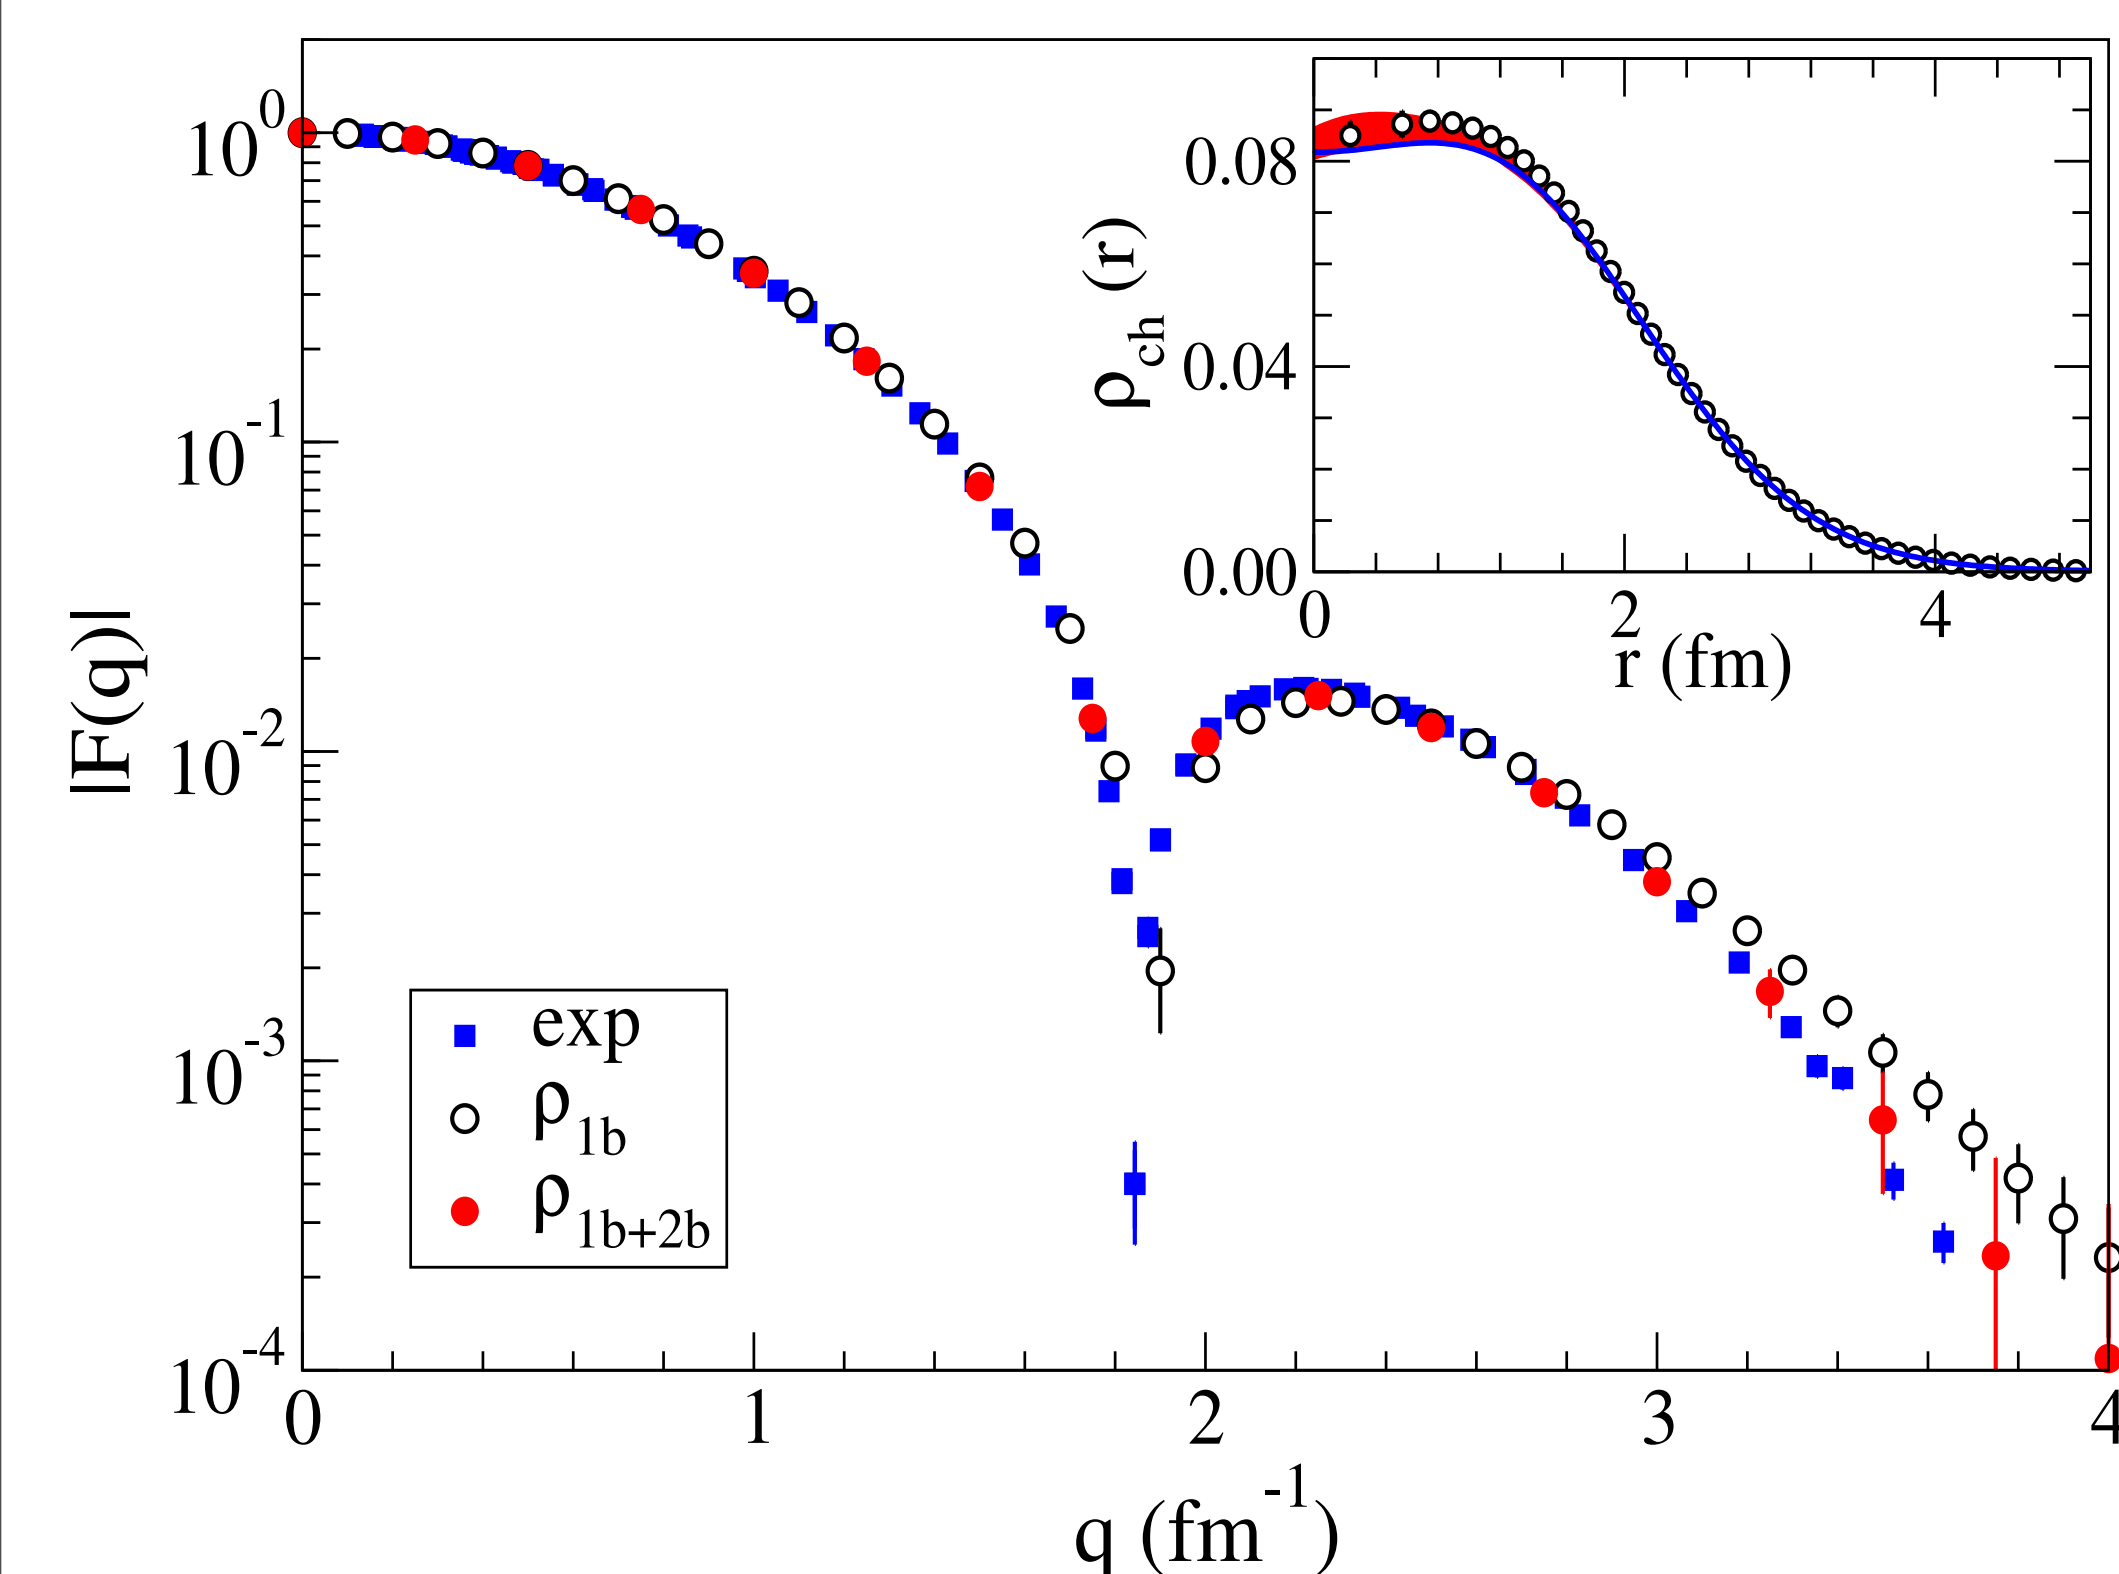 10^0
10^-1
10^-2
10^-3
10^-4
|F(q)|
0 1 2 3 4
q (fm^-1)
exp
ρ_1b
ρ_1b+2b
0.08
0.04
0.00
ρ_ch (r)
0 2 4
r (fm)